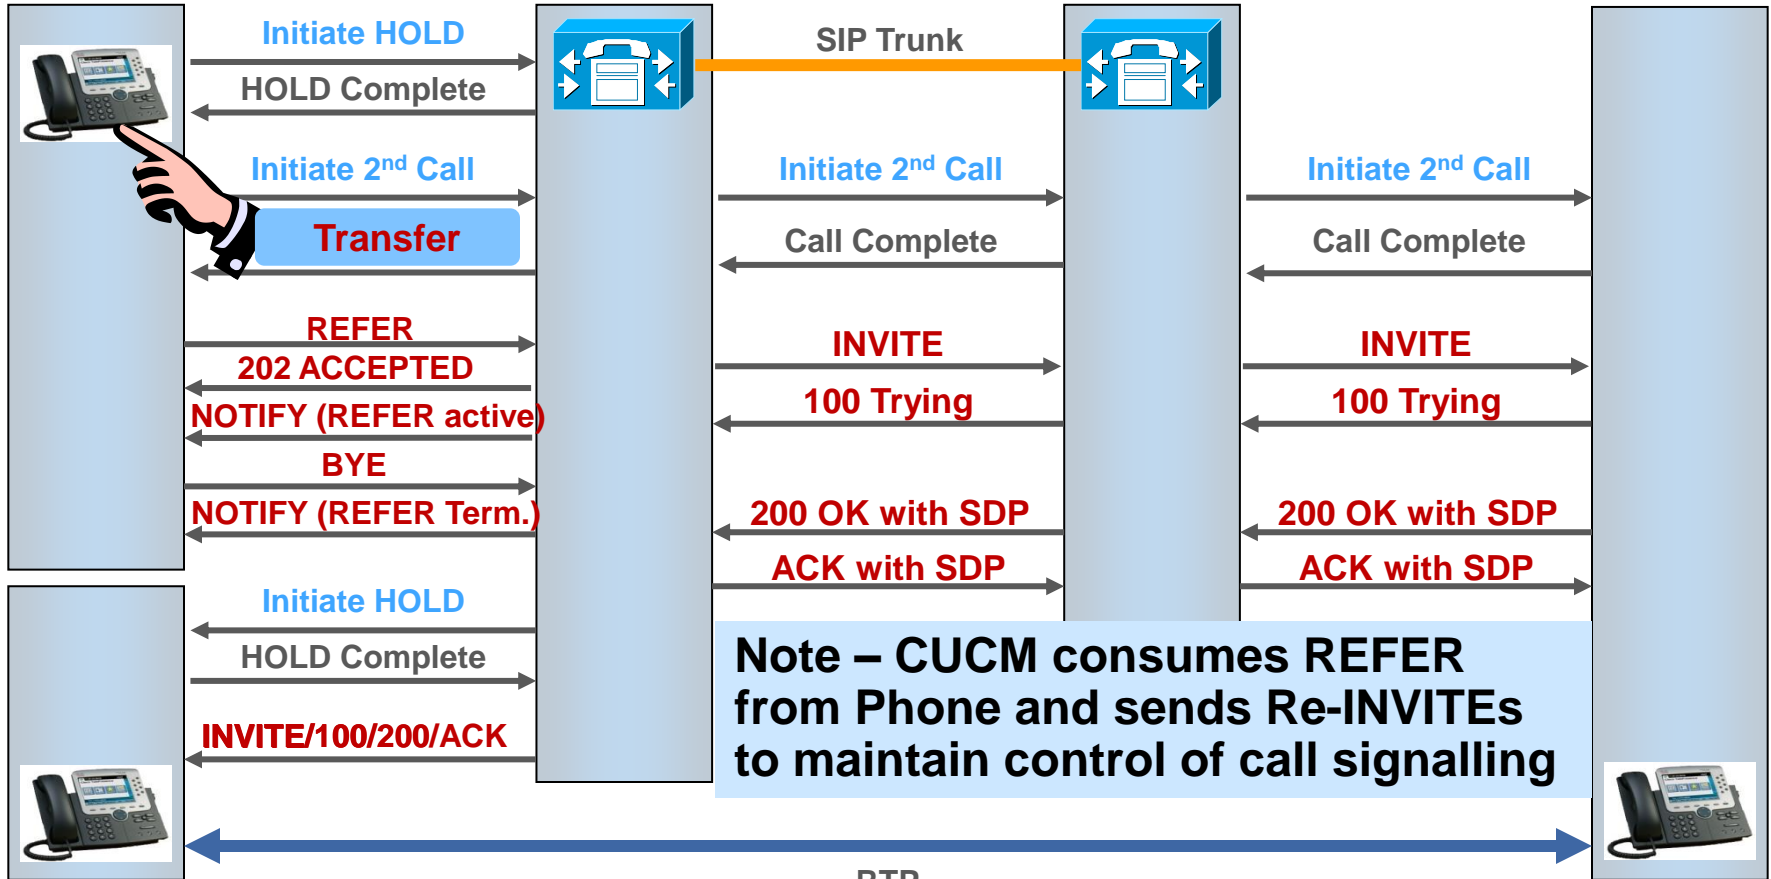 Initiate HOLD
SIP Trunk
HOLD Complete
Initiate 2nd Call
Initiate 2nd Call
Initiate 2nd Call
Transfer
Call Complete
Call Complete
REFER
INVITE
INVITE
202 ACCEPTED
100 Trying
100 Trying
NOTIFY (REFER active)
BYE
NOTIFY (REFER Term.)
200 OK with SDP
200 OK with SDP
ACK with SDP
ACK with SDP
Initiate HOLD
HOLD Complete
INVITE/100/200/ACK
Note – CUCM consumes REFER
from Phone and sends Re-INVITEs
to maintain control of call signalling
RTP